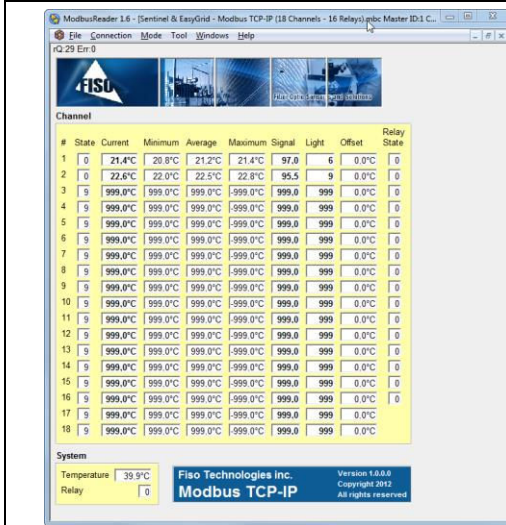 ModbusReader 1.6 - [Sentinel & EasyGrid - Modbus TCP-IP (18 Channels - 16 Relays).mbc Master ID:1 C...
File Connection Mode Tool Windows Help
rQ:29 Err:0
FISO
Fiber Optic Sensors and Solutions
Channel
Relay
# State Current Minimum Average Maximum Signal Light Offset State
1 0 21,4°C 20.8°C 21.2°C 21.4°C 97,0 6 0.0°C 0
2 0 22,6°C 22.0°C 22.5°C 22.8°C 95,5 9 0.0°C 0
3 9 999,0°C 999.0°C 999.0°C -999.0°C 999,0 999 0.0°C 0
4 9 999,0°C 999.0°C 999.0°C -999.0°C 999,0 999 0.0°C 0
5 9 999,0°C 999.0°C 999.0°C -999.0°C 999,0 999 0.0°C 0
6 9 999,0°C 999.0°C 999.0°C -999.0°C 999,0 999 0.0°C 0
7 9 999,0°C 999.0°C 999.0°C -999.0°C 999,0 999 0.0°C 0
8 9 999,0°C 999.0°C 999.0°C -999.0°C 999,0 999 0.0°C 0
9 9 999,0°C 999.0°C 999.0°C -999.0°C 999,0 999 0.0°C 0
10 9 999,0°C 999.0°C 999.0°C -999.0°C 999,0 999 0.0°C 0
11 9 999,0°C 999.0°C 999.0°C -999.0°C 999,0 999 0.0°C 0
12 9 999,0°C 999.0°C 999.0°C -999.0°C 999,0 999 0.0°C 0
13 9 999,0°C 999.0°C 999.0°C -999.0°C 999,0 999 0.0°C 0
14 9 999,0°C 999.0°C 999.0°C -999.0°C 999,0 999 0.0°C 0
15 9 999,0°C 999.0°C 999.0°C -999.0°C 999,0 999 0.0°C 0
16 9 999,0°C 999.0°C 999.0°C -999.0°C 999,0 999 0.0°C 0
17 9 999,0°C 999.0°C 999.0°C -999.0°C 999,0 999 0.0°C
18 9 999,0°C 999.0°C 999.0°C -999.0°C 999,0 999 0.0°C
System
Temperature 39.9°C
Relay 0
Fiso Technologies inc.
Modbus TCP-IP
Version 1.0.0.0
Copyright 2012
All rights reserved